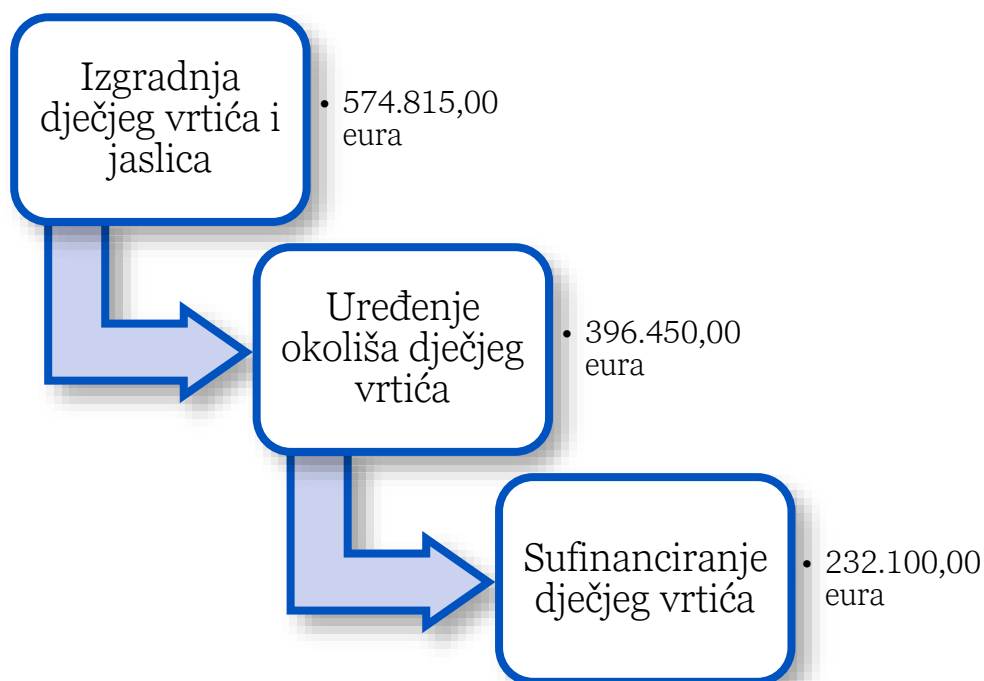 Izgradnja
dječjeg vrtića i
jaslica
• 574.815,00
eura
Uređenje
okoliša dječjeg
vrtića
• 396.450,00
eura
Sufinanciranje
dječjeg vrtića
• 232.100,00
eura